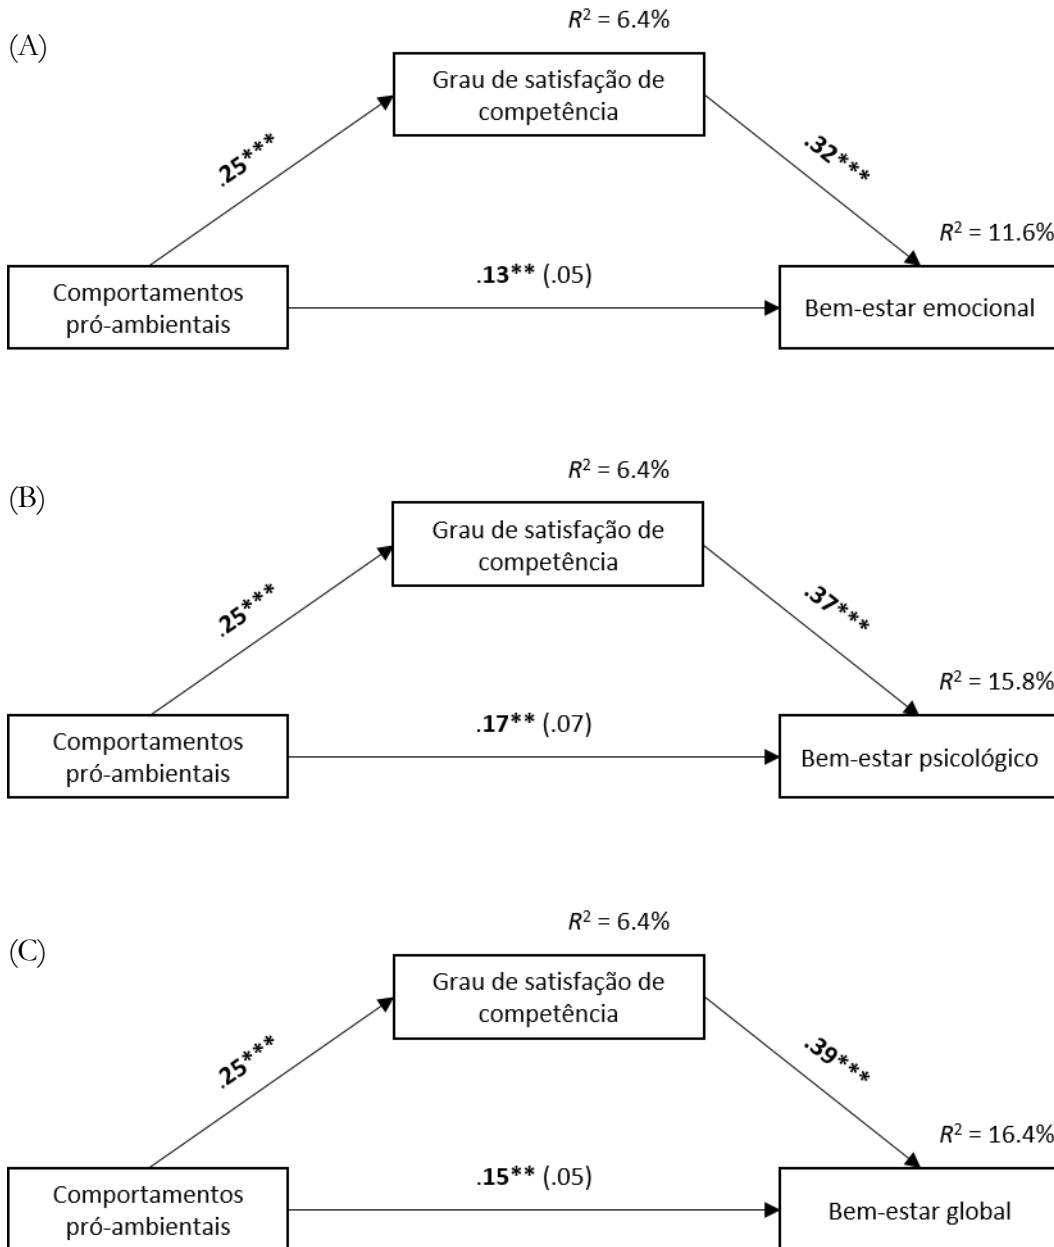 (A)
R² = 6.4%
Grau de satisfação de
competência
.25***
.32***
R² = 11.6%
Comportamentos
pró-ambientais
.13** (.05)
Bem-estar emocional
(B)
R² = 6.4%
Grau de satisfação de
competência
.25***
.37***
R² = 15.8%
Comportamentos
pró-ambientais
.17** (.07)
Bem-estar psicológico
(C)
R² = 6.4%
Grau de satisfação de
competência
.25***
.39***
R² = 16.4%
Comportamentos
pró-ambientais
.15** (.05)
Bem-estar global